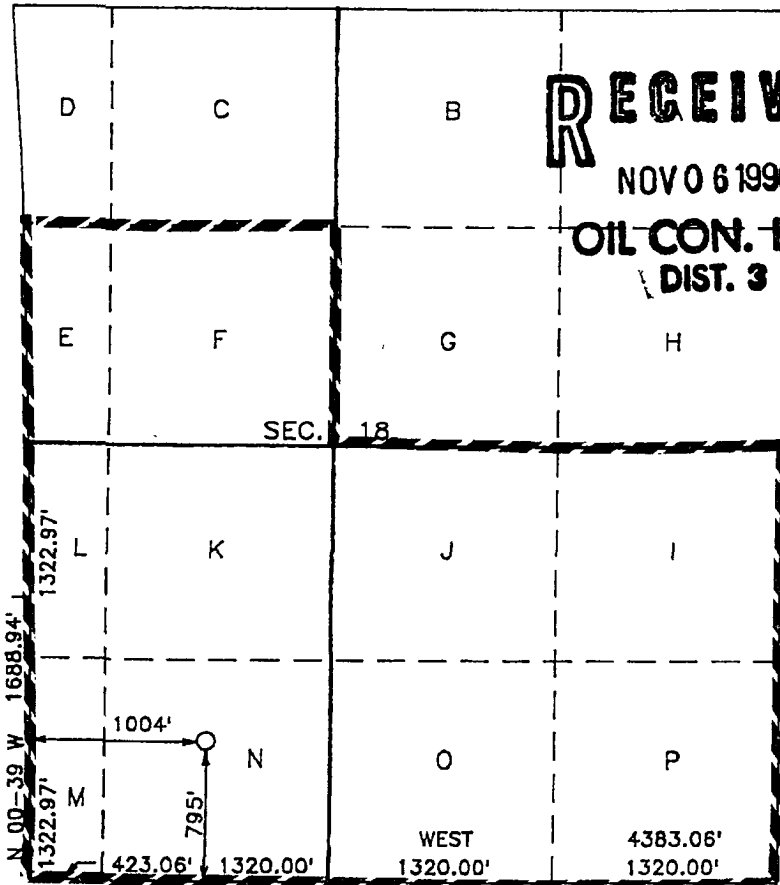 D C B
RECEIV
NOV 0 6 199
OIL CON.
DIST. 3
E F G H
SEC. 18
1322.97'
L K J I
N 00-39 W 1688.94'
1004'
N O P
M
795'
1322.97'
WEST 4383.06'
423.06' 1320.00' 1320.00' 1320.00'